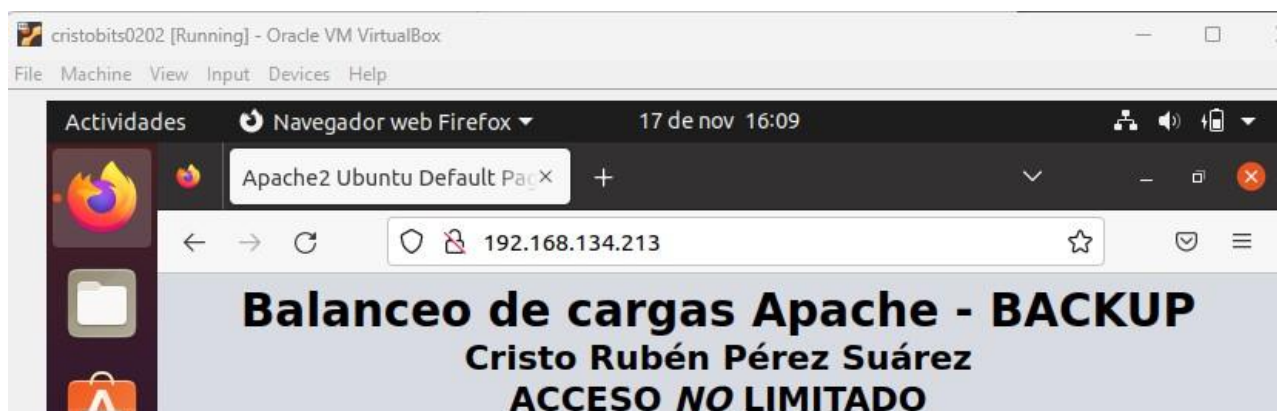 cristobits0202 [Running] - Oracle VM VirtualBox
File Machine View Input Devices Help
Actividades Navegador web Firefox 17 de nov 16:09
Apache2 Ubuntu Default
192.168.134.213
Balanceo de cargas Apache - BACKUP
Cristo Rubén Pérez Suárez
ACCESO NO LIMITADO